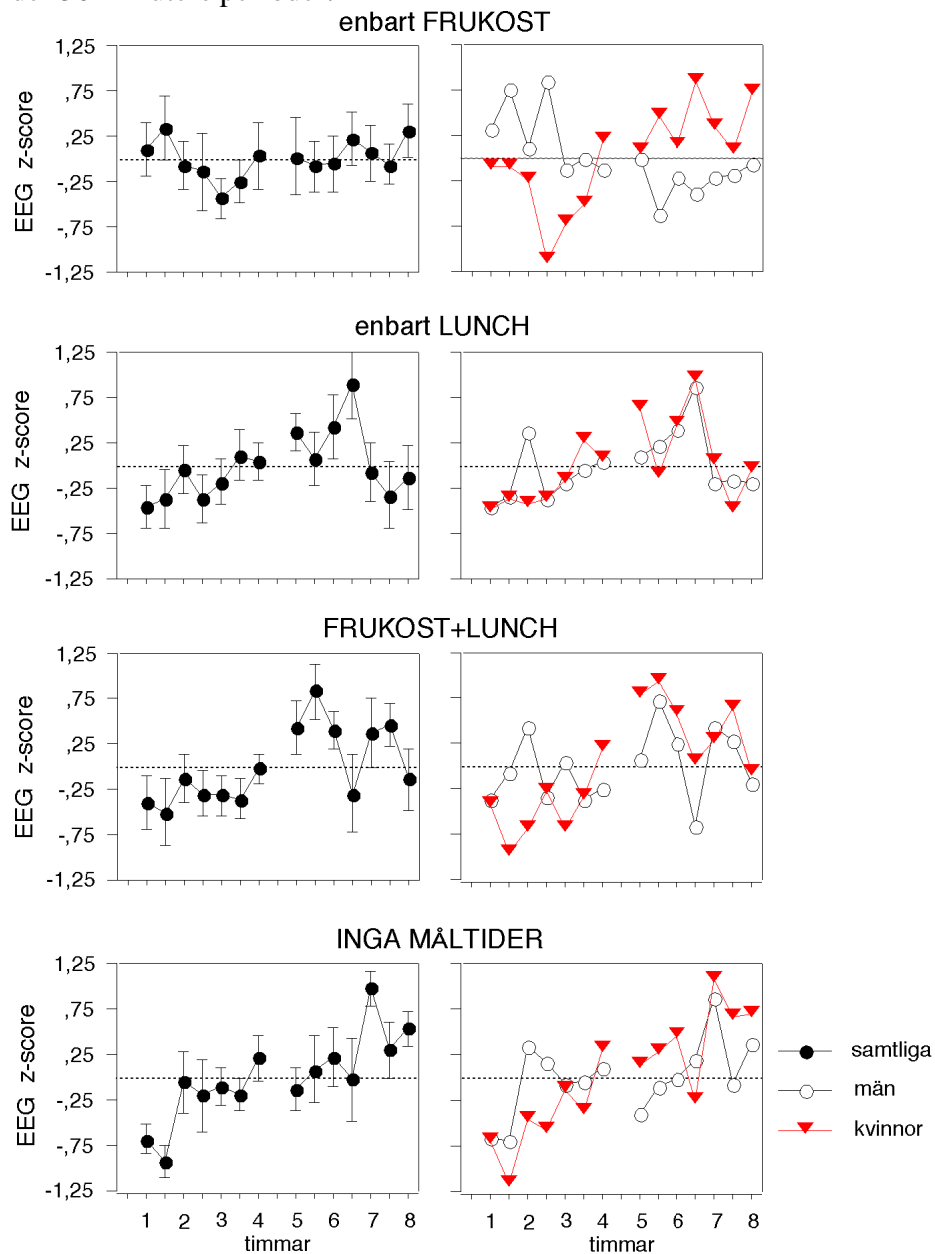 enbart FRUKOST
1,25
,75
,25
-,25
-,75
-1,25
EEG z-score
enbart LUNCH
1,25
,75
,25
-,25
-,75
-1,25
EEG z-score
FRUKOST+LUNCH
1,25
,75
,25
-,25
-,75
-1,25
EEG z-score
INGA MÅLTIDER
1,25
,75
,25
-,25
-,75
-1,25
EEG z-score
1 2 3 4 5 6 7 8
timmar
1 2 3 4 5 6 7 8
timmar
samtliga
män
kvinnor